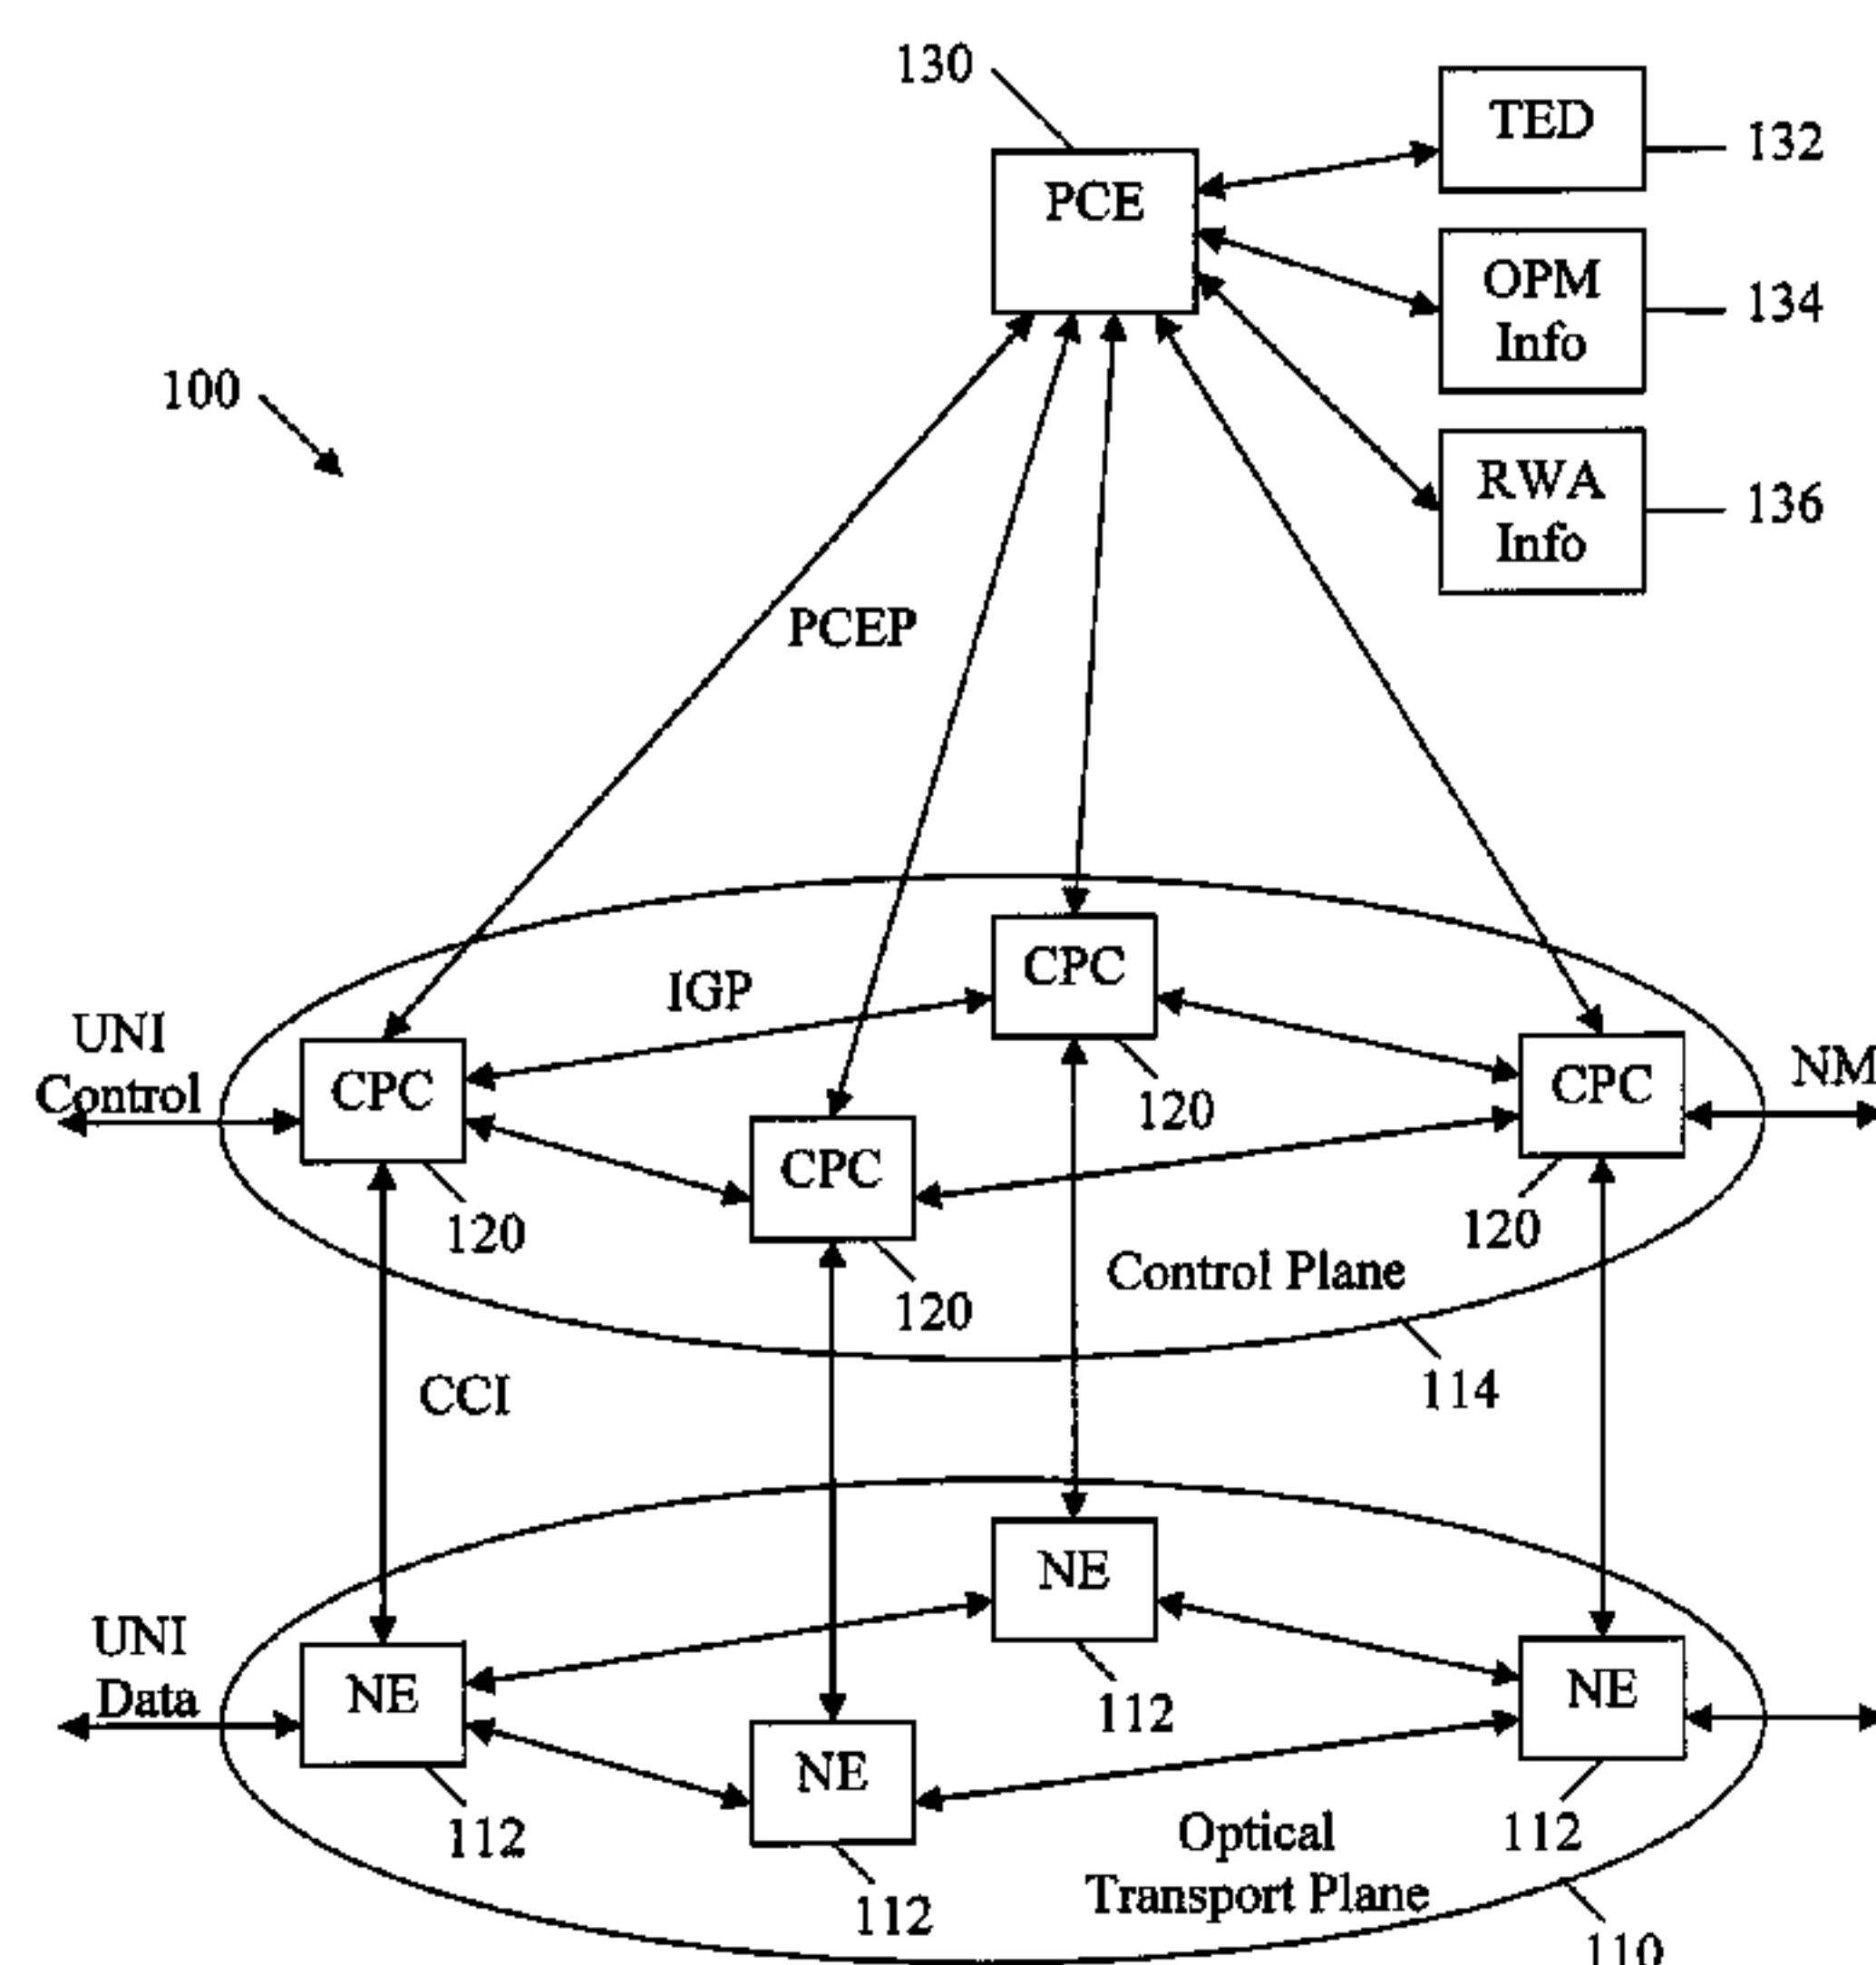 130
TED
132
PCE
OPM
Info
134
100
RWA
Info
136
PCEP
CPC
IGP
UNI
Control
CPC
120
CPC
NM
CPC
120
120
120
Control Plane
114
CCI
NE
UNI
Data
NE
112
NE
NE
112
112
112
Optical
Transport Plane
110